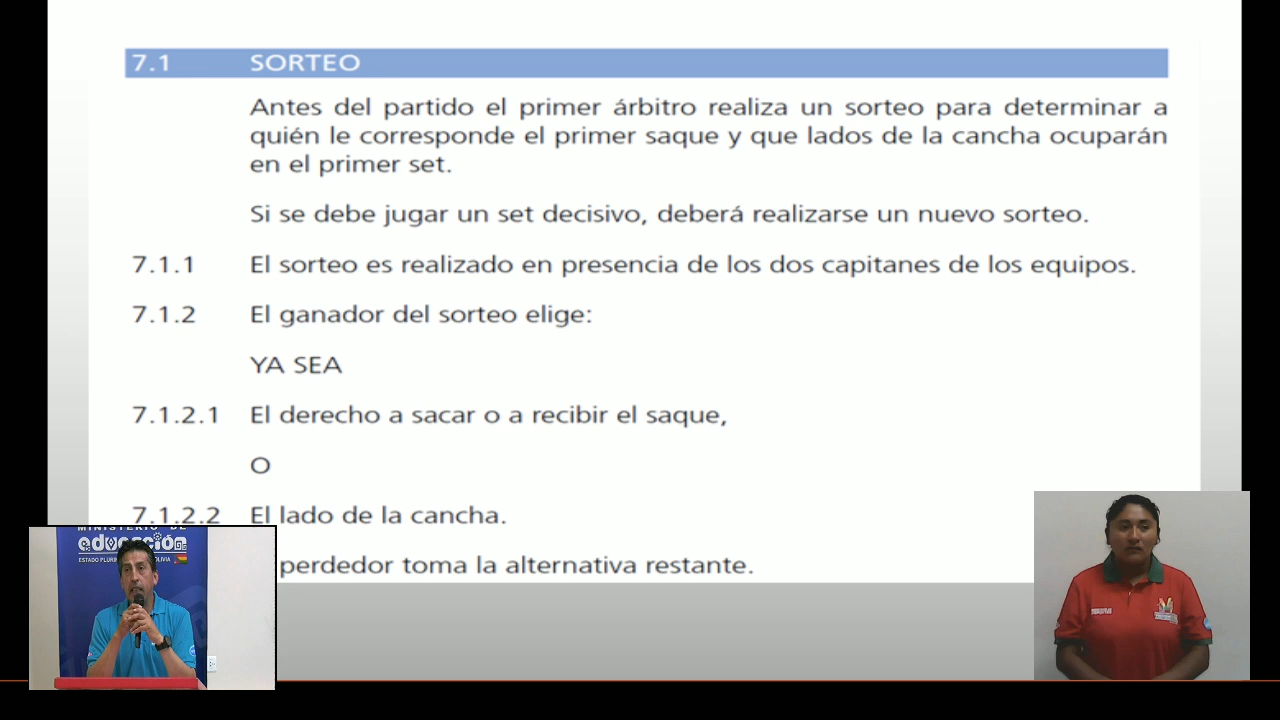 7.1 SORTEO
Antes del partido el primer árbitro realiza un sorteo para determinar a
quién le corresponde el primer saque y que lados de la cancha ocuparán
en el primer set.
Si se debe jugar un set decisivo, deberá realizarse un nuevo sorteo.
7.1.1 El sorteo es realizado en presencia de los dos capitanes de los equipos.
7.1.2 El ganador del sorteo elige:
YA SEA
7.1.2.1 El derecho a sacar o a recibir el saque,
O
7.1.2.2 El lado de la cancha.
perdedor toma la alternativa restante.
MINISTERIO DE
educación